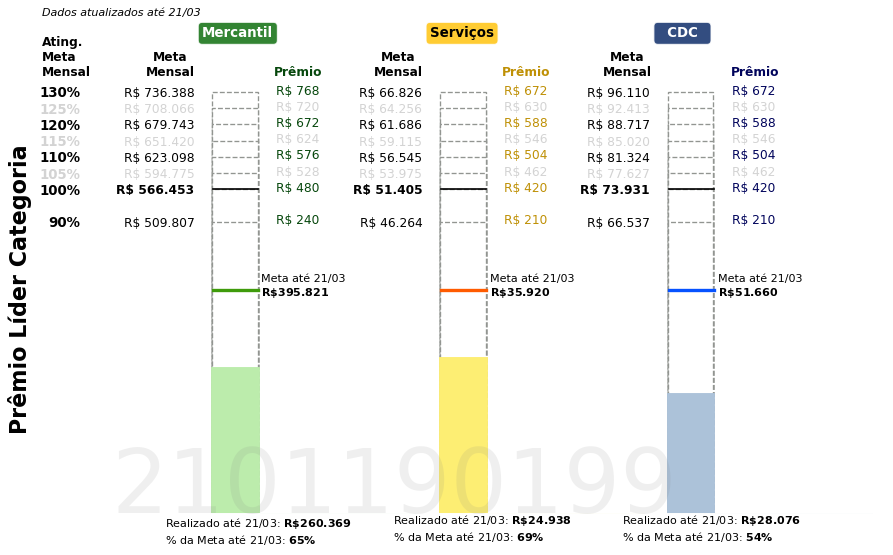 Dados atualizados até 21/03
Mercantil Serviços CDC
Ating.
Meta
Mensal
Meta
Mensal
Prêmio
Meta
Mensal
Prêmio
Meta
Mensal
Prêmio
130% R$ 736.388 R$ 768 R$ 66.826 R$ 672 R$ 96.110 R$ 672
125% R$ 708.066 R$ 720 R$ 64.256 R$ 630 R$ 92.413 R$ 630
120% R$ 679.743 R$ 672 R$ 61.686 R$ 588 R$ 88.717 R$ 588
115% R$ 651.420 R$ 624 R$ 59.115 R$ 546 R$ 85.020 R$ 546
110% R$ 623.098 R$ 576 R$ 56.545 R$ 504 R$ 81.324 R$ 504
105% R$ 594.775 R$ 528 R$ 53.975 R$ 462 R$ 77.627 R$ 462
100% R$ 566.453 R$ 480 R$ 51.405 R$ 420 R$ 73.931 R$ 420
90% R$ 509.807 R$ 240 R$ 46.264 R$ 210 R$ 66.537 R$ 210
Prêmio Líder Categoria
Meta até 21/03
R$395.821
Meta até 21/03
R$35.920
Meta até 21/03
R$51.660
2101190199
Realizado até 21/03: R$260.369
% da Meta até 21/03: 65%
Realizado até 21/03: R$24.938
% da Meta até 21/03: 69%
Realizado até 21/03: R$28.076
% da Meta até 21/03: 54%